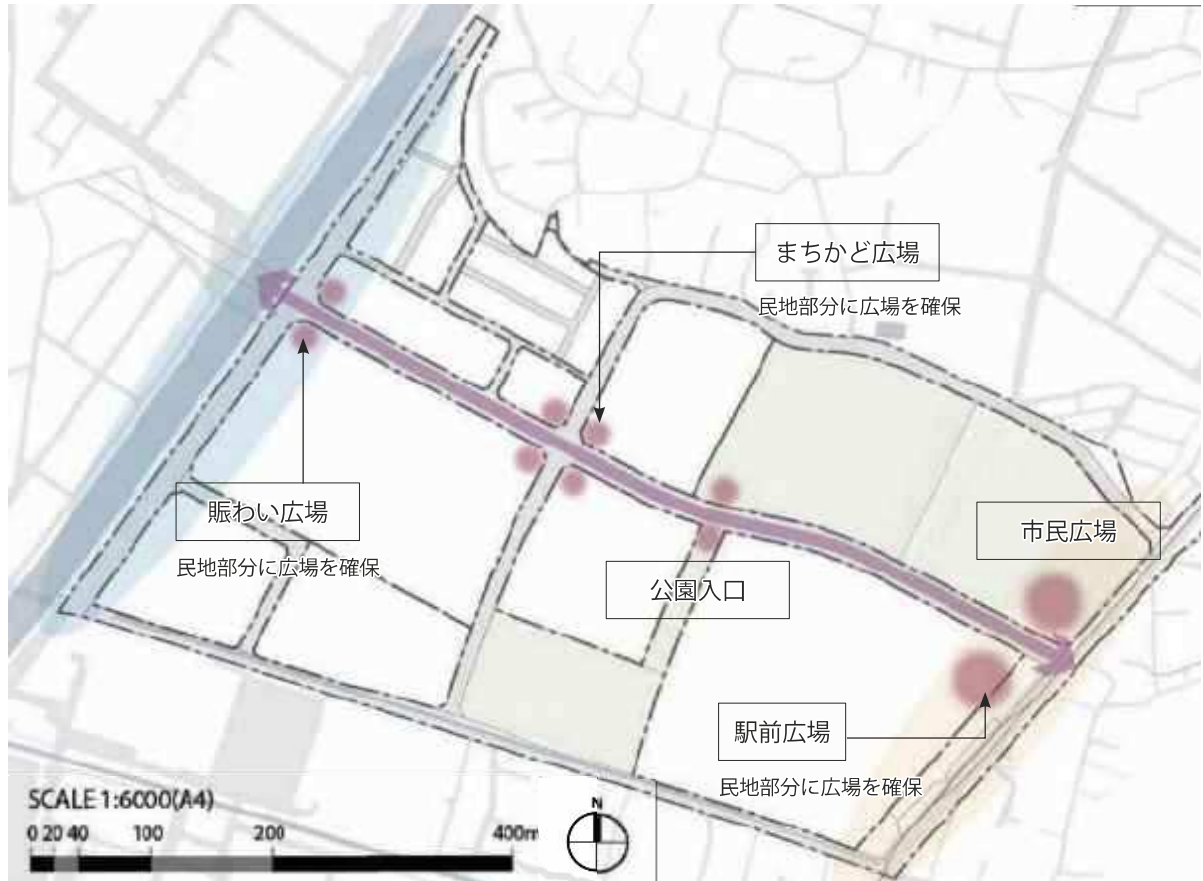 まちかど広場
民地部分に広場を確保
賑わい広場
民地部分に広場を確保
市民広場
公園入口
駅前広場
民地部分に広場を確保
SCALE 1:6000(A4)
0 20 40 100 200 400m
N